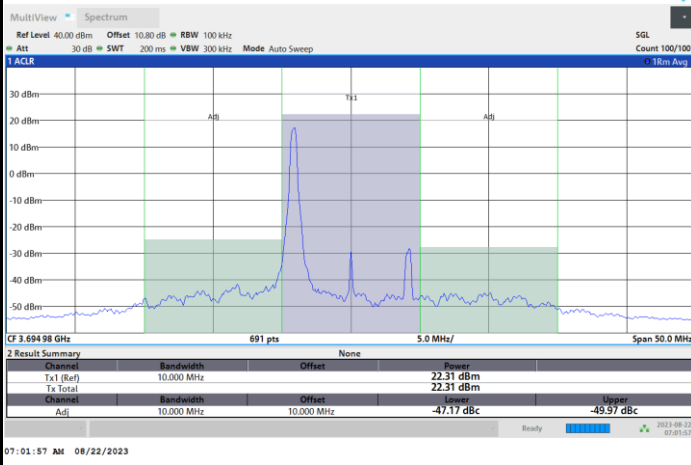 MultiView Spectrum
Ref Level 40.00 dBm Offset 10.80 dB RBW 100 kHz SGL
Att 30 dB SWT 200 ms VBW 300 kHz Mode Auto Sweep Count 100/100
1 ACLR 1Rm Avg
30 dBm
Tx1
20 dBm Adj Adj
10 dBm
0 dBm
-10 dBm
-20 dBm
-30 dBm
-40 dBm
-50 dBm
CF 3.694 98 GHz 691 pts 5.0 MHz/ Span 50.0 MHz
2 Result Summary None
Channel Bandwidth Offset Power
Tx1 (Ref) 10.000 MHz 22.31 dBm
Tx Total 22.31 dBm
Channel Bandwidth Offset Lower Upper
Adj 10.000 MHz 10.000 MHz -47.17 dBc -49.97 dBc
Ready 2023-08-22
07:01:57
07:01:57 AM 08/22/2023